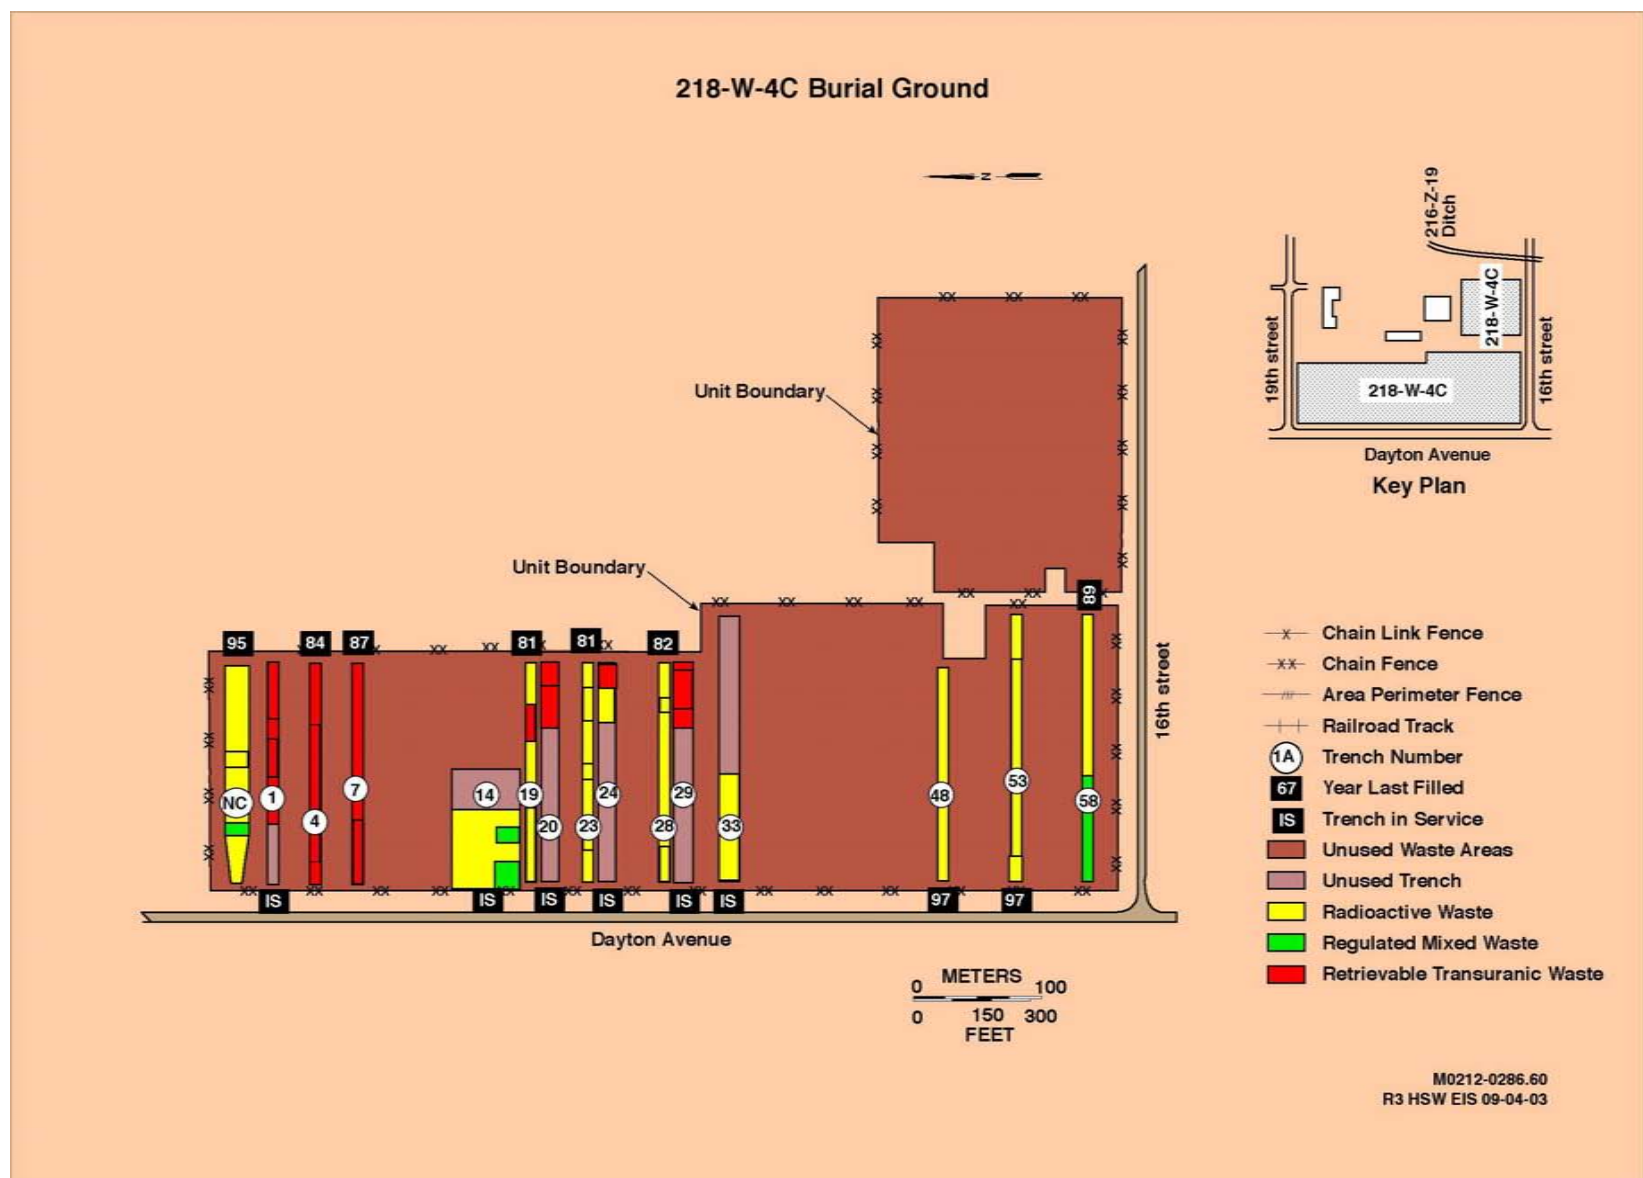 218-W-4C Burial Ground
N
216-Z-19
Ditch
19th street
218-W-4C
218-W-4C
16th street
Dayton Avenue
Key Plan
Unit Boundary
Unit Boundary
89
95
84
87
81
81
82
16th street
NC
1
4
7
14
19
20
23
24
28
29
33
48
53
58
IS
IS
IS
IS
IS
IS
97
97
Dayton Avenue
Chain Link Fence
Chain Fence
Area Perimeter Fence
Railroad Track
1A Trench Number
67 Year Last Filled
IS Trench in Service
Unused Waste Areas
Unused Trench
Radioactive Waste
Regulated Mixed Waste
Retrievable Transuranic Waste
METERS
0 100
0 150 300
FEET
M0212-0286.60
R3 HSW EIS 09-04-03